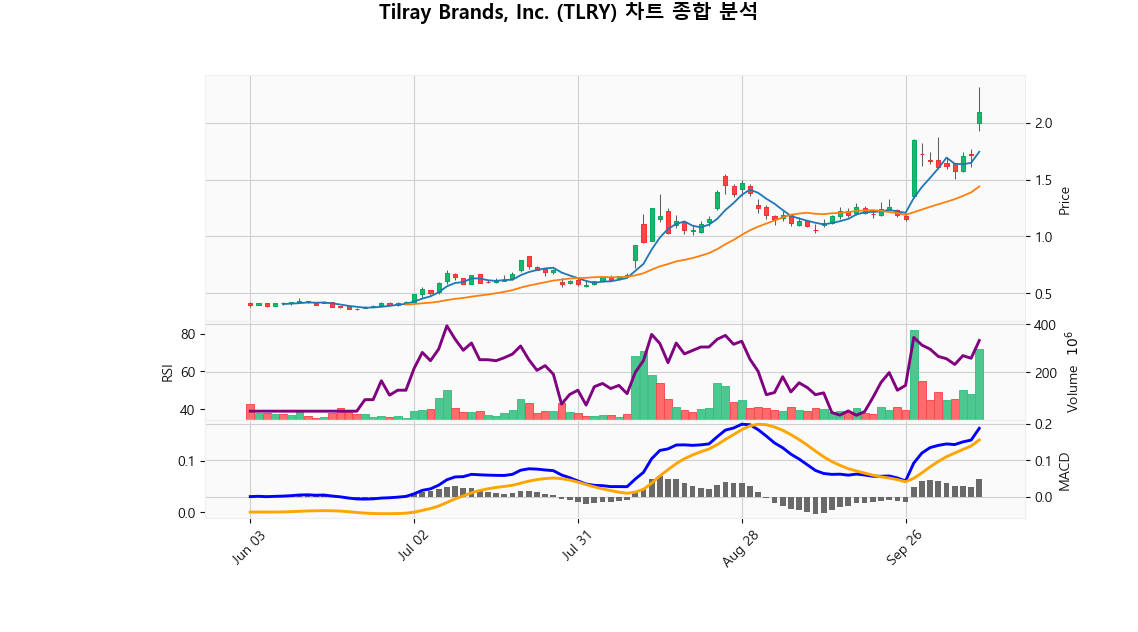 Tilray Brands, Inc. (TLRY) 차트 종합 분석
2.0
1.5
1.0
0.5
Price
80
60
40
RSI
400
200
Volume 10^6
0.1
0.0
0.2
0.1
0.0
MACD
Jun 03
Jul 02
Jul 31
Aug 28
Sep 26